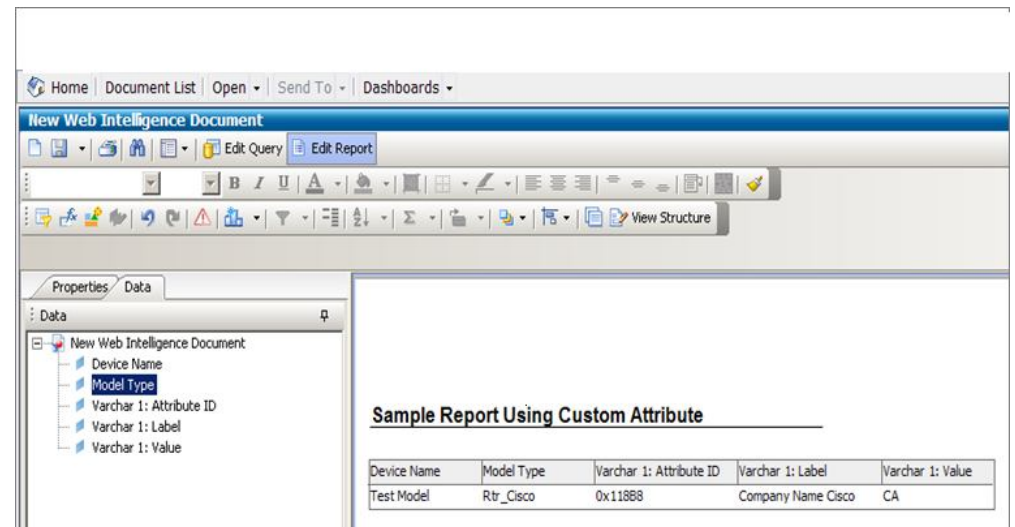 Home Document List Open Send To Dashboards
New Web Intelligence Document
Edit Query Edit Report
B I U A View Structure
Properties Data
Data
New Web Intelligence Document
Device Name
Model Type
Varchar 1: Attribute ID
Varchar 1: Label
Varchar 1: Value
Sample Report Using Custom Attribute
Device Name Model Type Varchar 1: Attribute ID Varchar 1: Label Varchar 1: Value
Test Model Rtr_Cisco 0x118B8 Company Name Cisco CA